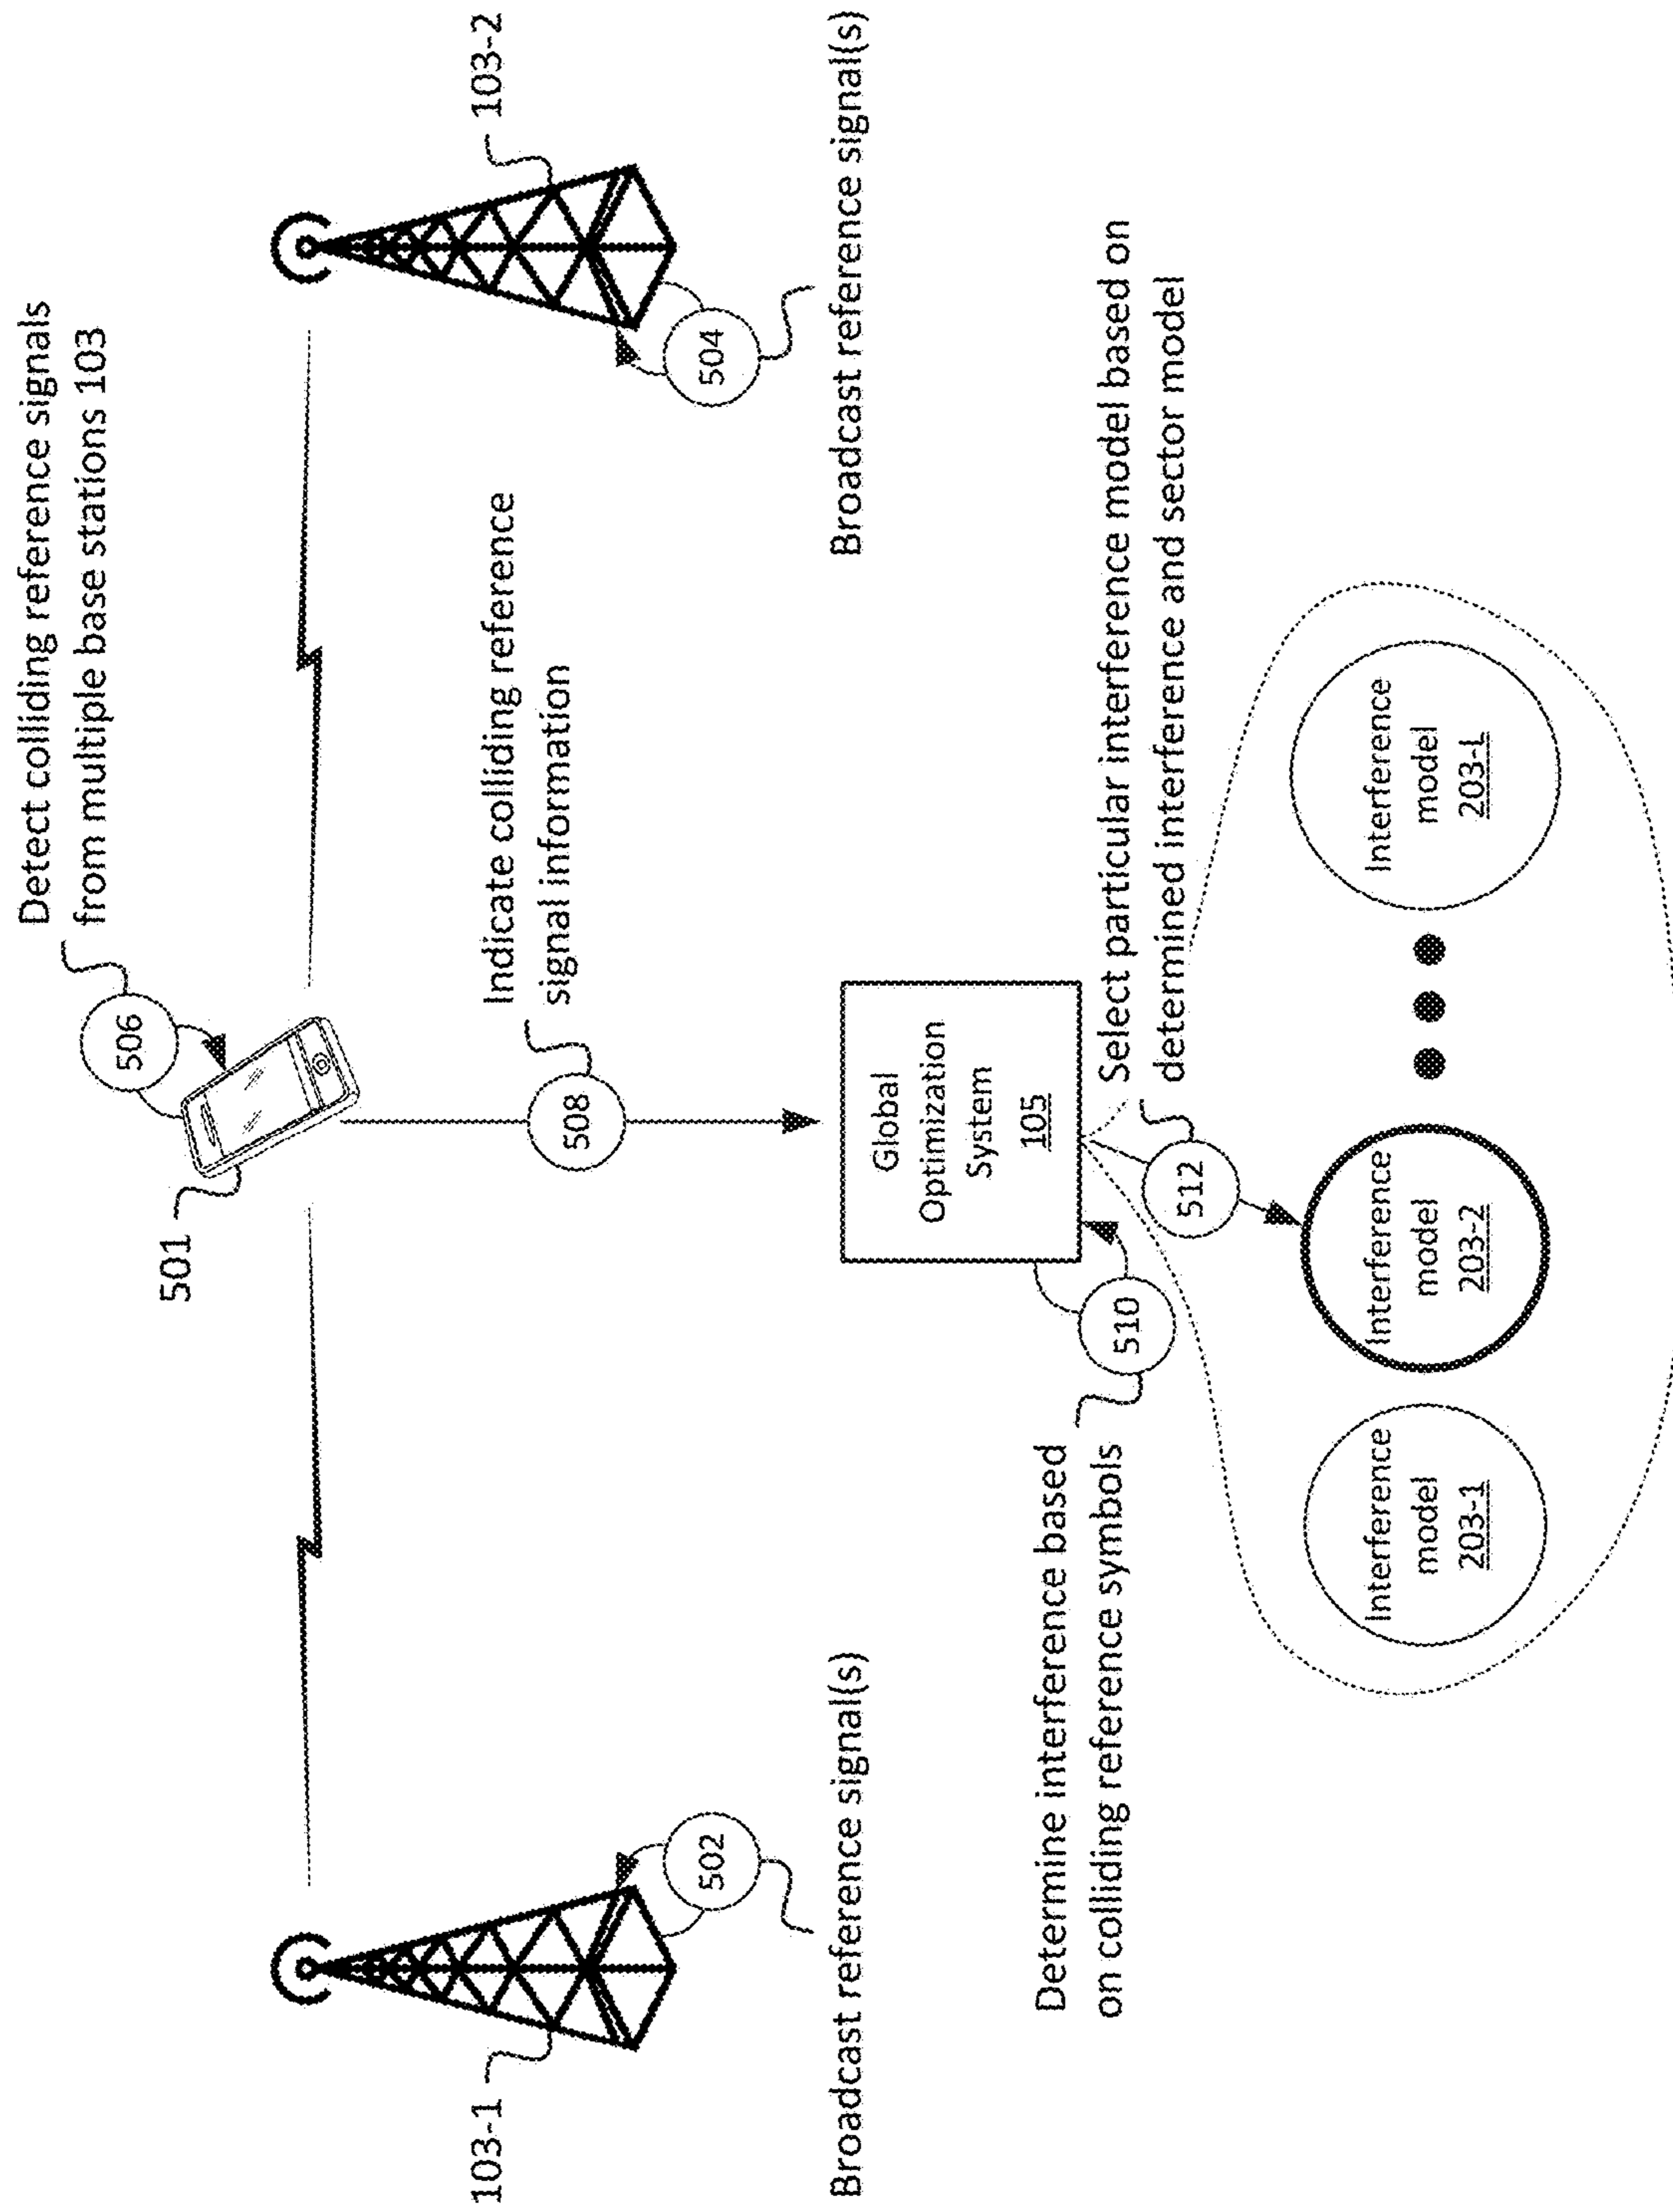 Detect colliding reference signals
from multiple base stations 103
506
501
103-1
103-2
502
504
Broadcast reference signal(s)
Broadcast reference signal(s)
508
Indicate colliding reference
signal information
Global
Optimization
System
105
Determine interference based
on colliding reference symbols
510
512
Select particular interference model based on
determined interference and sector model
Interference
model
203-1
Interference
model
203-2
Interference
model
203-L